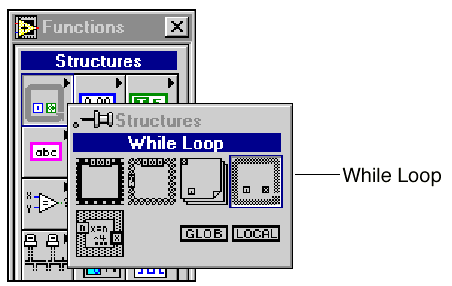 Functions
Structures
abc
Structures
While Loop
While Loop
GLOB
LOCAL